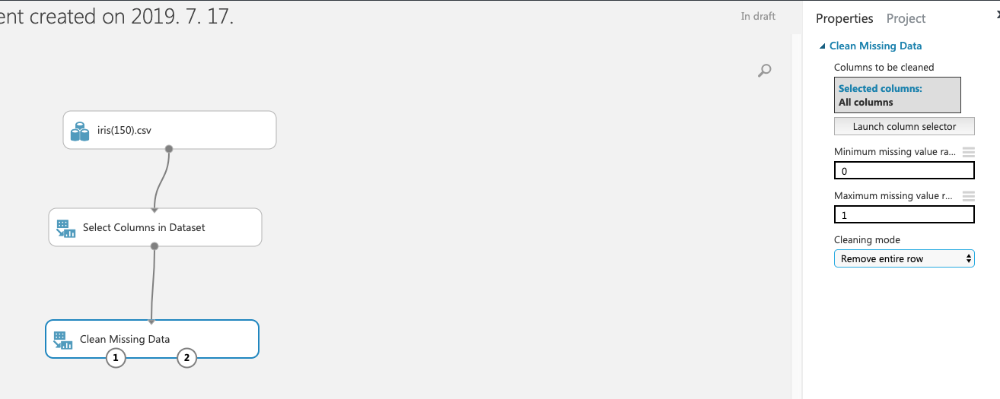 ent created on 2019. 7. 17.
In draft
iris(150).csv
Select Columns in Dataset
Clean Missing Data
1
2
Properties
Project
Clean Missing Data
Columns to be cleaned
Selected columns:
All columns
Launch column selector
Minimum missing value ra...
0
Maximum missing value r...
1
Cleaning mode
Remove entire row